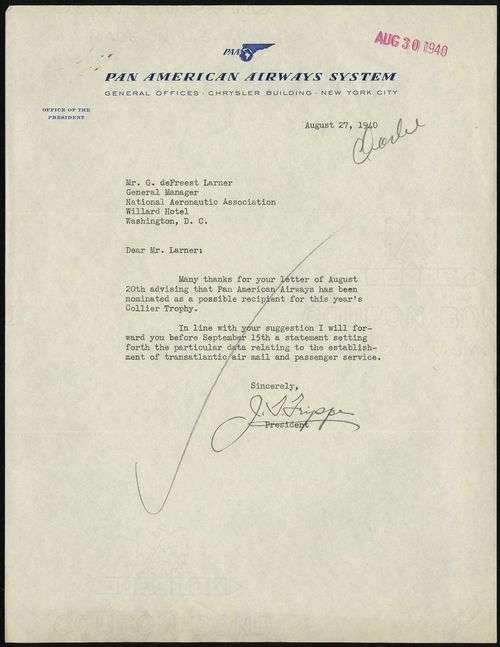 PAA
AUG 30 1940
PAN AMERICAN AIRWAYS SYSTEM
GENERAL OFFICES · CHRYSLER BUILDING · NEW YORK CITY
OFFICE OF THE
PRESIDENT
August 27, 1940
Charlie
Mr. G. deFreest Larner
General Manager
National Aeronautic Association
Willard Hotel
Washington, D. C.
Dear Mr. Larner:
Many thanks for your letter of August
20th advising that Pan American Airways has been
nominated as a possible recipient for this year's
Collier Trophy.
In line with your suggestion I will for-
ward you before September 15th a statement setting
forth the particular data relating to the establish-
ment of transatlantic air mail and passenger service.
Sincerely,
J. T. Trippe
President